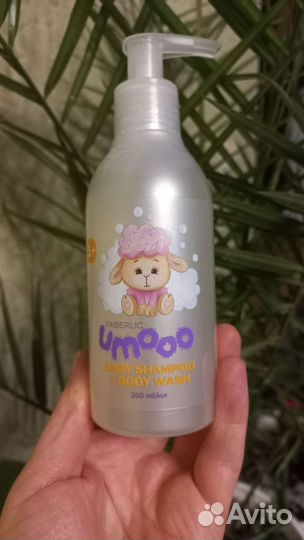 FABERLIC
umooo
BABY SHAMPOO
+ BODY WASH
200 ml/мл
Avito